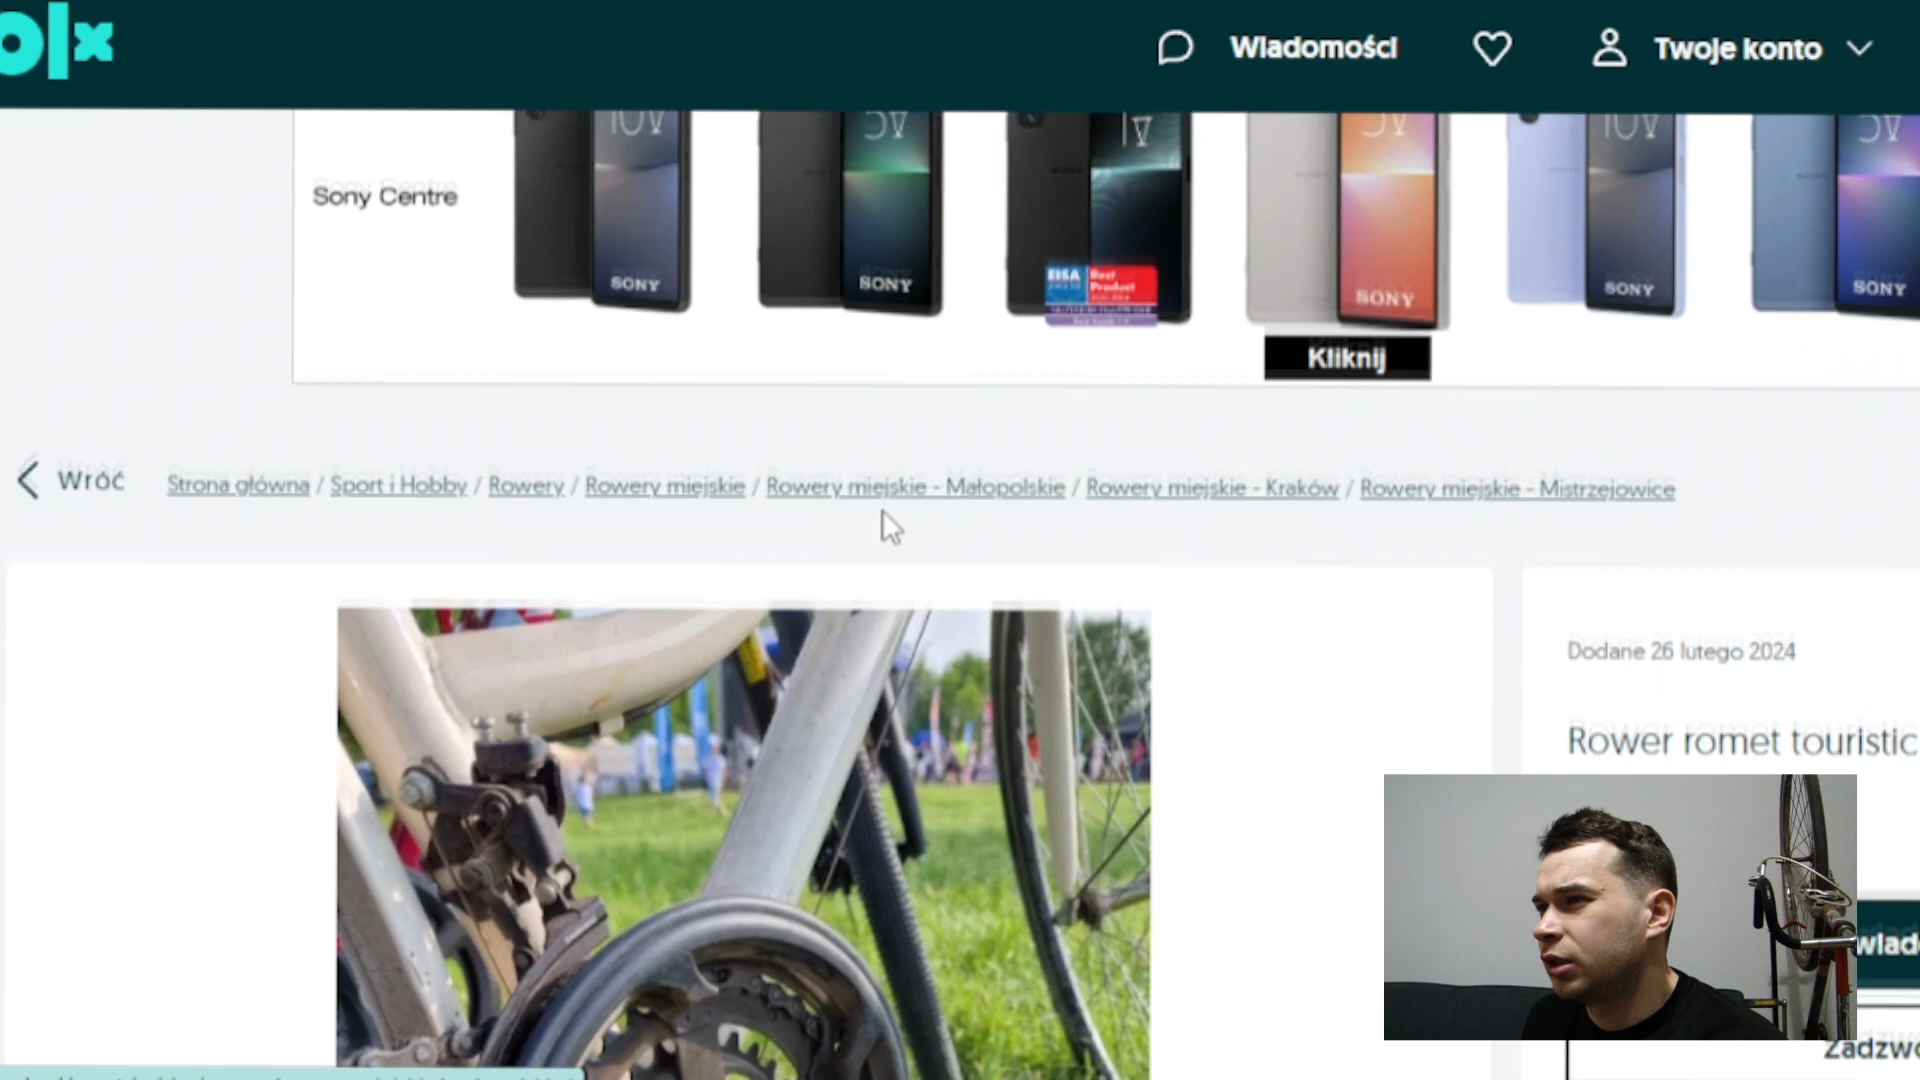 olx
Wiadomości
Twoje konto
Sony Centre
SONY
SONY
EISA
Best
Product
SONY
SONY
SONY
Kliknij
Wróć
Strona główna / Sport i Hobby / Rowery / Rowery miejskie / Rowery miejskie - Małopolskie / Rowery miejskie - Kraków / Rowery miejskie - Mistrzejowice
Dodane 26 lutego 2024
Rower romet touristic